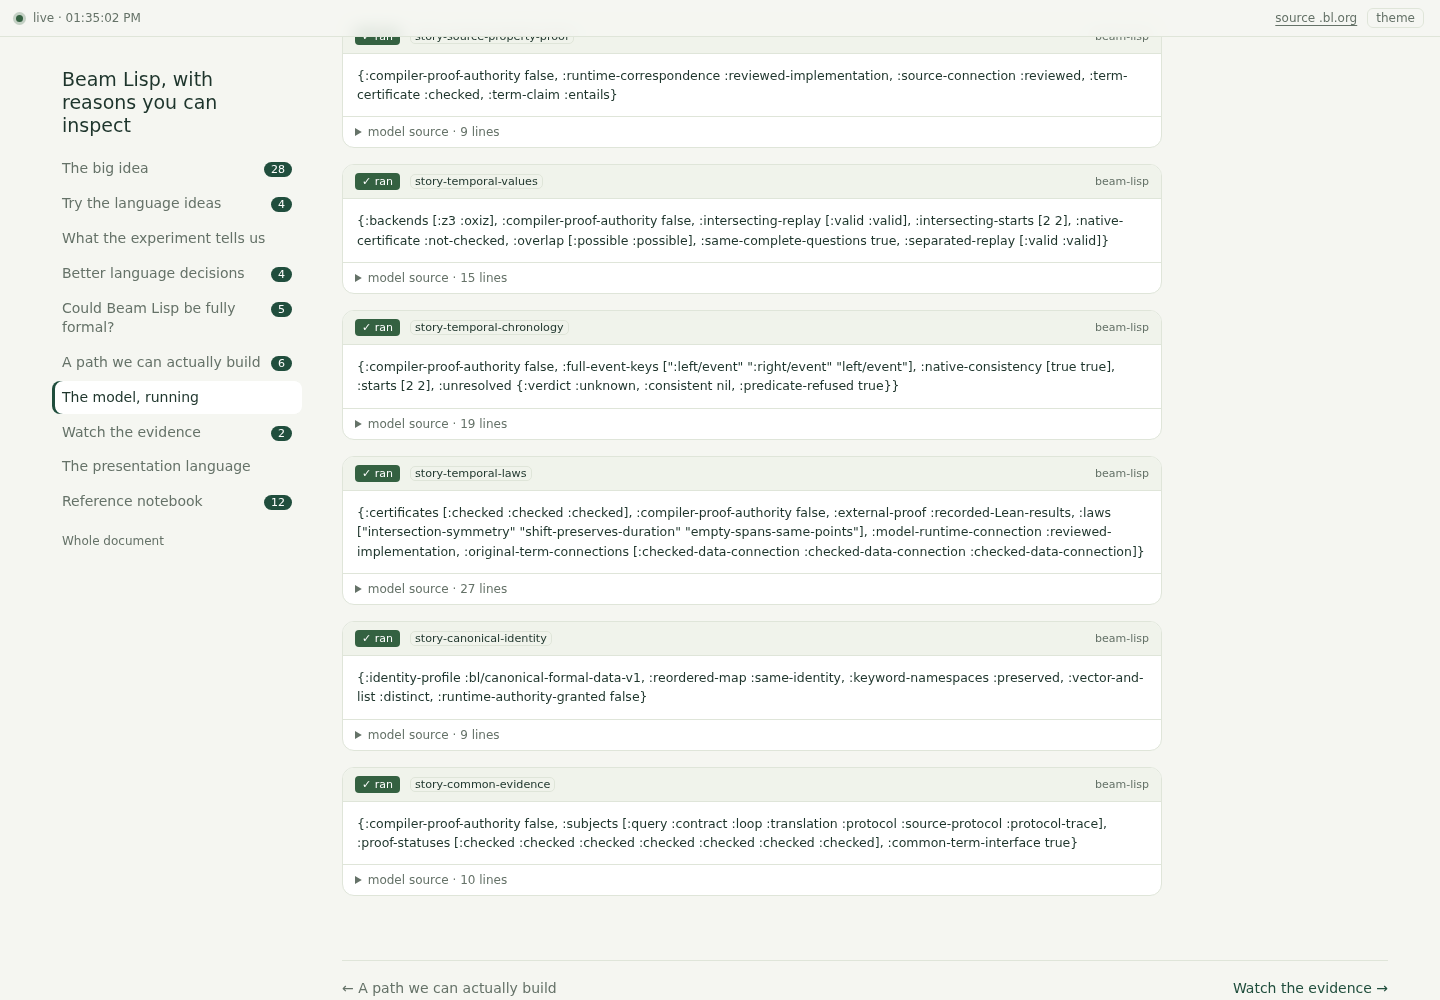 live · 01:35:02 PM
source .bl.org
theme
Beam Lisp, with
reasons you can
inspect
The big idea 28
Try the language ideas 4
What the experiment tells us
Better language decisions 4
Could Beam Lisp be fully 5
formal?
A path we can actually build 6
The model, running
Watch the evidence 2
The presentation language
Reference notebook 12
Whole document
✓ ran story-source-property-proof beam-lisp
{:compiler-proof-authority false, :runtime-correspondence :reviewed-implementation, :source-connection :reviewed, :term-
certificate :checked, :term-claim :entails}
▶ model source · 9 lines
✓ ran story-temporal-values beam-lisp
{:backends [:z3 :oxiz], :compiler-proof-authority false, :intersecting-replay [:valid :valid], :intersecting-starts [2 2], :native-
certificate :not-checked, :overlap [:possible :possible], :same-complete-questions true, :separated-replay [:valid :valid]}
▶ model source · 15 lines
✓ ran story-temporal-chronology beam-lisp
{:compiler-proof-authority false, :full-event-keys [":left/event" ":right/event" "left/event"], :native-consistency [true true],
:starts [2 2], :unresolved {:verdict :unknown, :consistent nil, :predicate-refused true}}
▶ model source · 19 lines
✓ ran story-temporal-laws beam-lisp
{:certificates [:checked :checked :checked], :compiler-proof-authority false, :external-proof :recorded-Lean-results, :laws
["intersection-symmetry" "shift-preserves-duration" "empty-spans-same-points"], :model-runtime-connection :reviewed-
implementation, :original-term-connections [:checked-data-connection :checked-data-connection :checked-data-connection]}
▶ model source · 27 lines
✓ ran story-canonical-identity beam-lisp
{:identity-profile :bl/canonical-formal-data-v1, :reordered-map :same-identity, :keyword-namespaces :preserved, :vector-and-
list :distinct, :runtime-authority-granted false}
▶ model source · 9 lines
✓ ran story-common-evidence beam-lisp
{:compiler-proof-authority false, :subjects [:query :contract :loop :translation :protocol :source-protocol :protocol-trace],
:proof-statuses [:checked :checked :checked :checked :checked :checked :checked], :common-term-interface true}
▶ model source · 10 lines
← A path we can actually build
Watch the evidence →